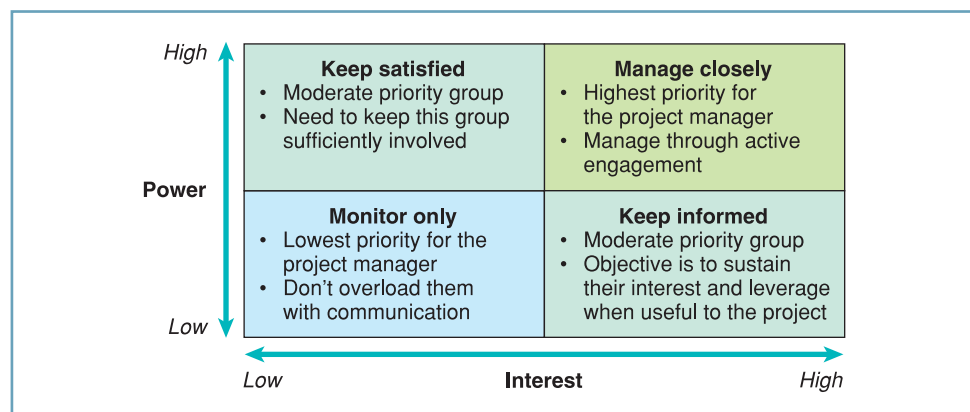 High
Keep satisfied
• Moderate priority group
• Need to keep this group
sufficiently involved
Manage closely
• Highest priority for
the project manager
• Manage through active
engagement
Power
Monitor only
• Lowest priority for the
project manager
• Don't overload them
with communication
Keep informed
• Moderate priority group
• Objective is to sustain
their interest and leverage
when useful to the project
Low
Low
Interest
High